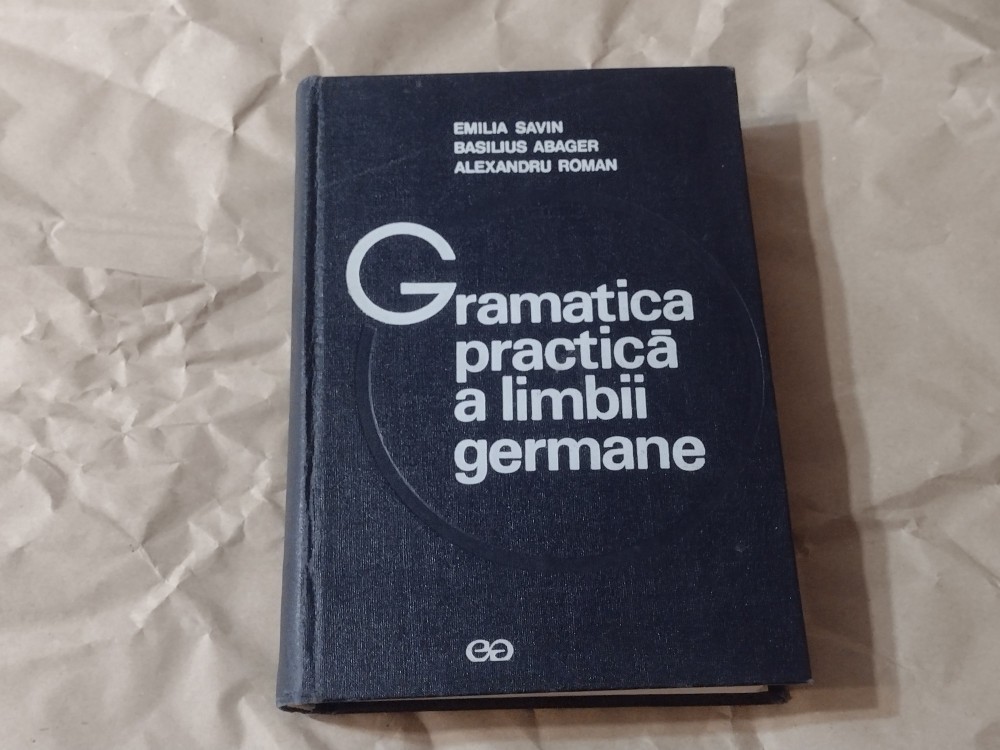 EMILIA SAVIN
BASILIUS ABAGER
ALEXANDRU ROMAN
Gramatica
practică
a limbii
germane